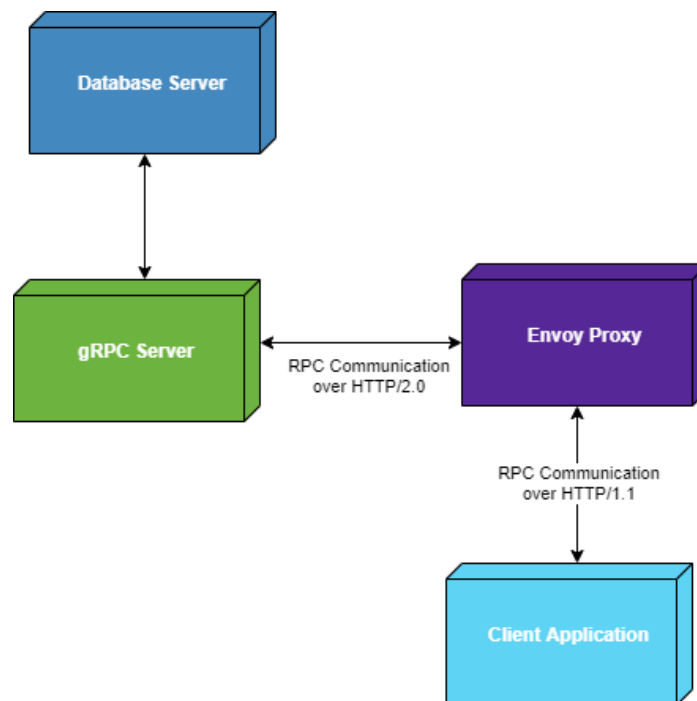 Database Server
gRPC Server
Envoy Proxy
RPC Communication
over HTTP/2.0
RPC Communication
over HTTP/1.1
Client Application